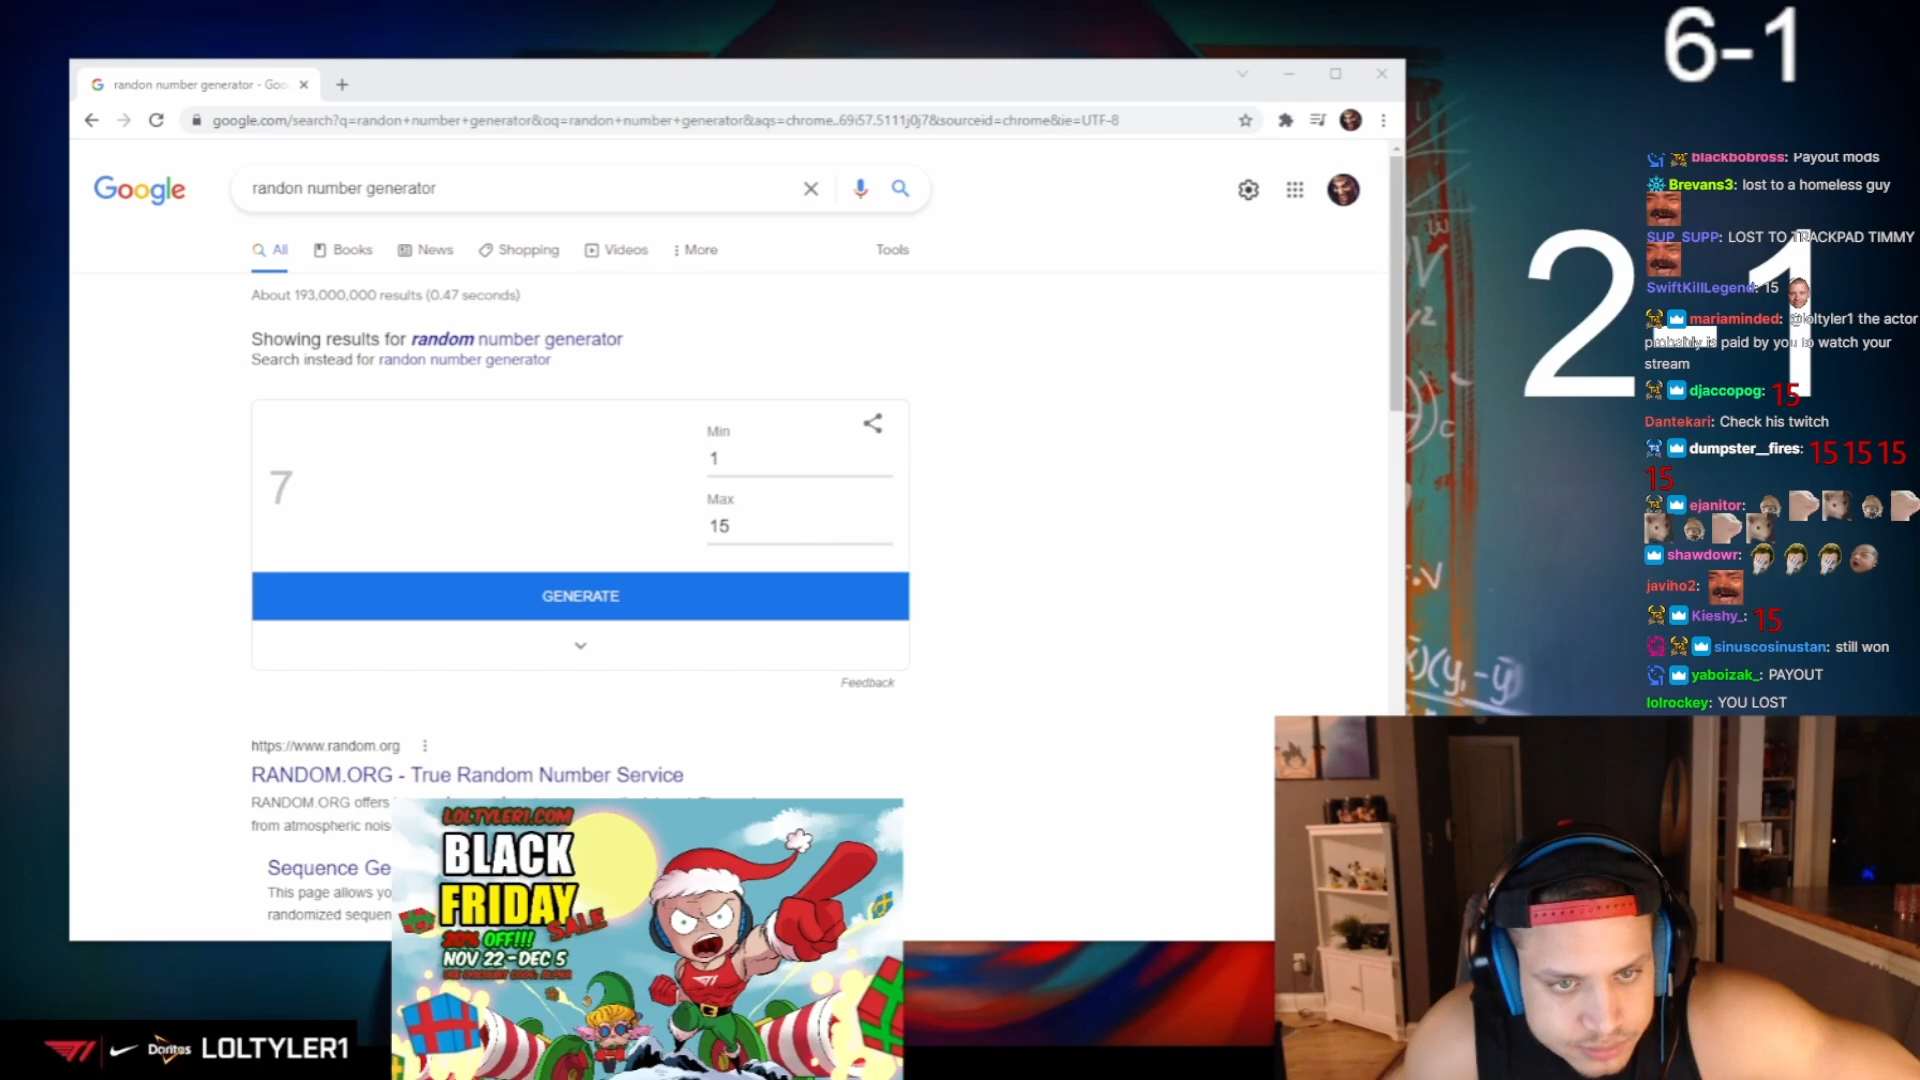 6-1
2-1
randon number generator - Goo
google.com/search?q=randon+number+generator&oq=randon+number+generator&aqs=chrome..69i57.5111j0j7&sourceid=chrome&ie=UTF-8
Google
randon number generator
All
Books
News
Shopping
Videos
More
Tools
About 193,000,000 results (0.47 seconds)
Showing results for random number generator
Search instead for randon number generator
Min
1
7
Max
15
GENERATE
Feedback
https://www.random.org
RANDOM.ORG - True Random Number Service
RANDOM.ORG offers
from atmospheric nois
Sequence Ge
This page allows yo
randomized sequen
LOLTYLER1.COM
BLACK
FRIDAY
SALE
OFF!!!
NOV 22-DEC 5
Doritos
LOLTYLER1
blackbobross: Payout mods
Brevans3: lost to a homeless guy
SUP_SUPP: LOST TO TRACKPAD TIMMY
SwiftKillLegend: 15
mariaminded: @loltyler1 the actor
probably is paid by you to watch your
stream
djaccopog: 15
Dantekari: Check his twitch
dumpster__fires: 15 15 15
15
ejanitor:
shawdowr:
javiho2:
Kieshy_: 15
sinuscosinustan: still won
yaboizak_: PAYOUT
lolrockey: YOU LOST